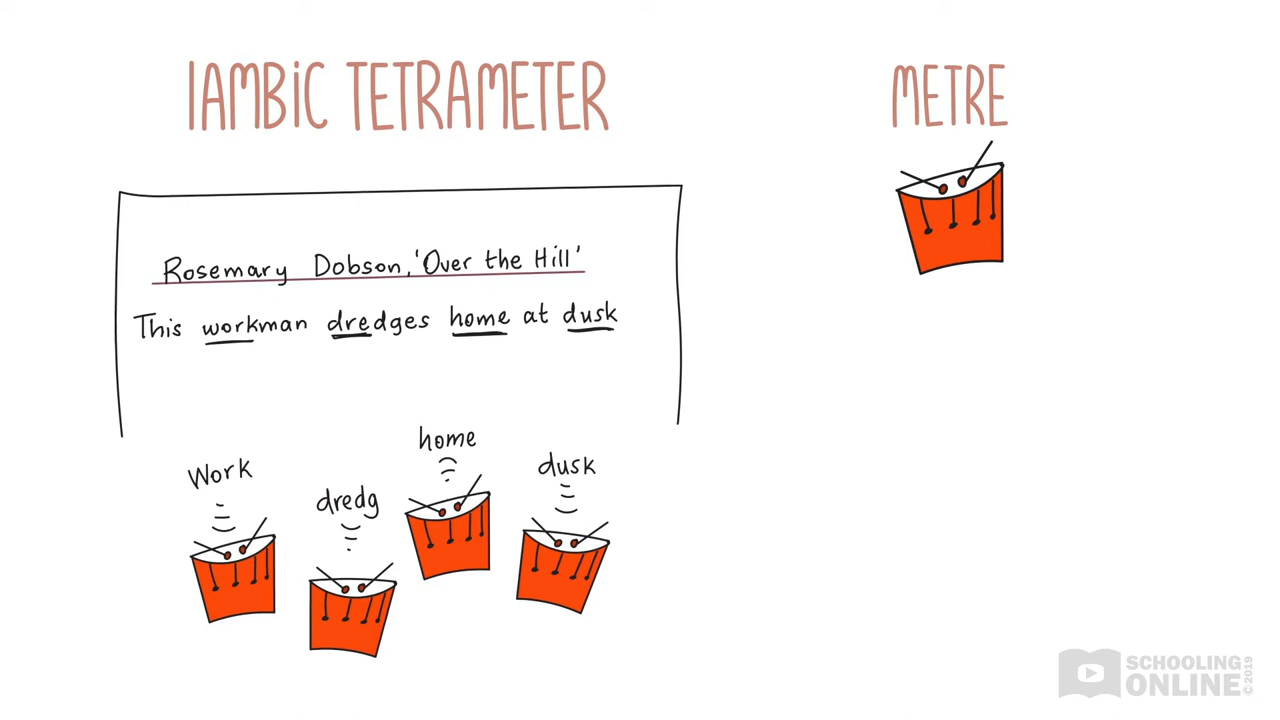 IAMBiC TETRAMETER
METRE
Rosemary Dobson, 'Over the Hill'
This workman dredges home at dusk
Work
dredg
home
dusk
SCHOOLING
ONLINE
©2019